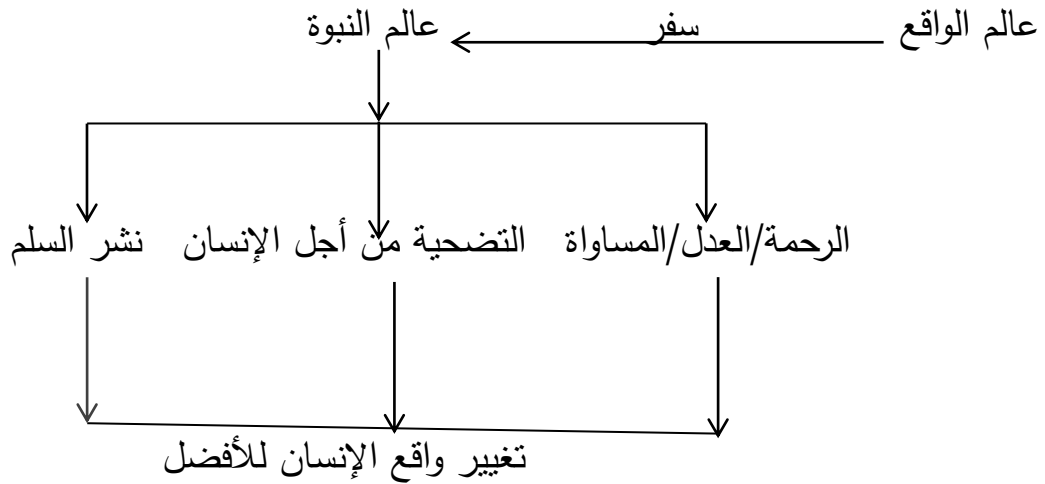 عالم الواقع سفر عالم النبوة
الرحمة/العدل/المساواة التضحية من أجل الإنسان نشر السلم
تغيير واقع الإنسان للأفضل